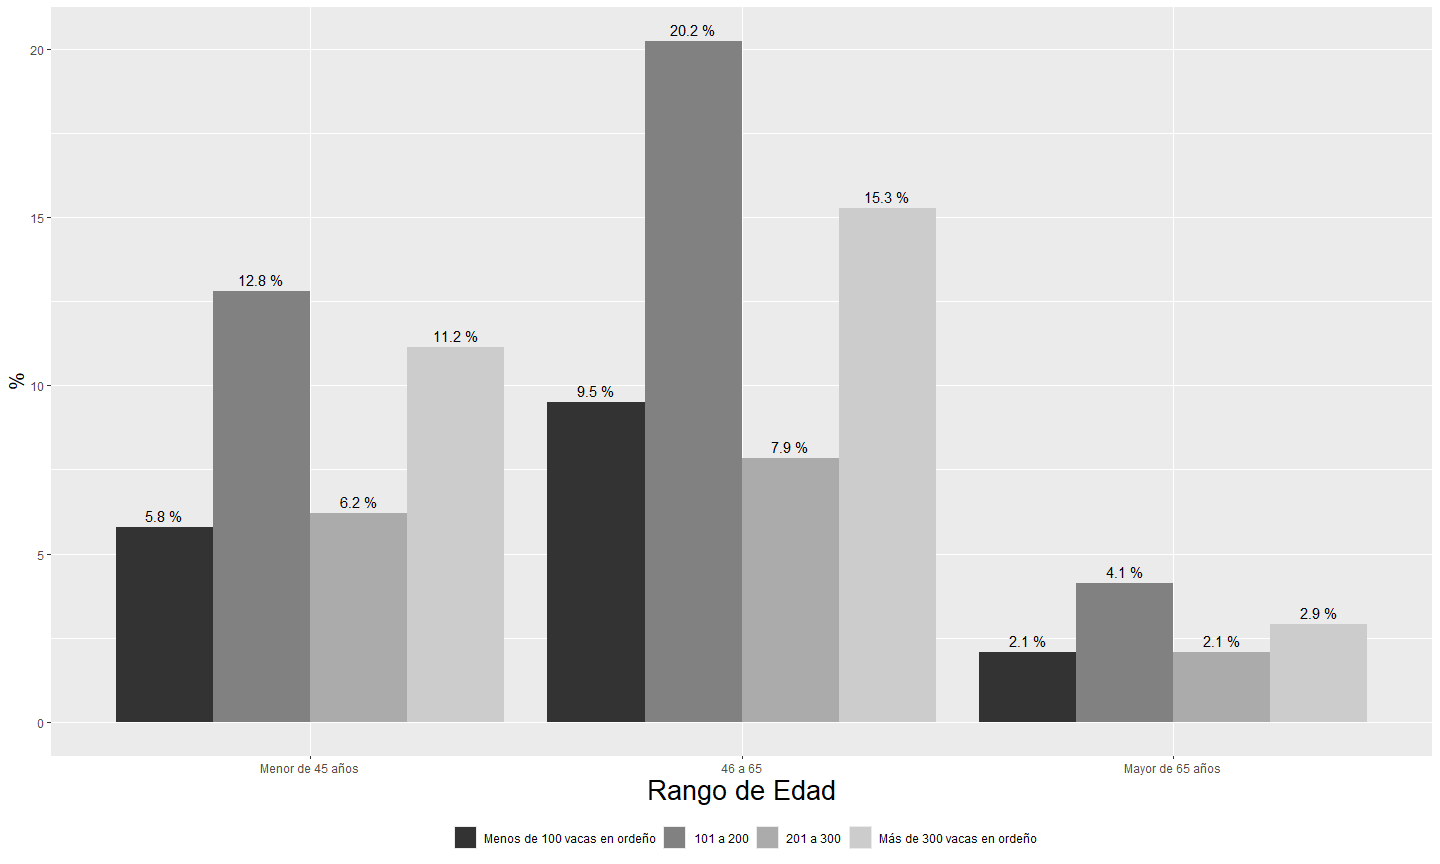 20.2 %
20
15.3 %
15
12.8 %
11.2 %
%
10
9.5 %
7.9 %
6.2 %
5.8 %
5
4.1 %
2.9 %
2.1 %
2.1 %
0
Menor de 45 años
46 a 65
Mayor de 65 años
Rango de Edad
Menos de 100 vacas en ordeño
101 a 200
201 a 300
Más de 300 vacas en ordeño